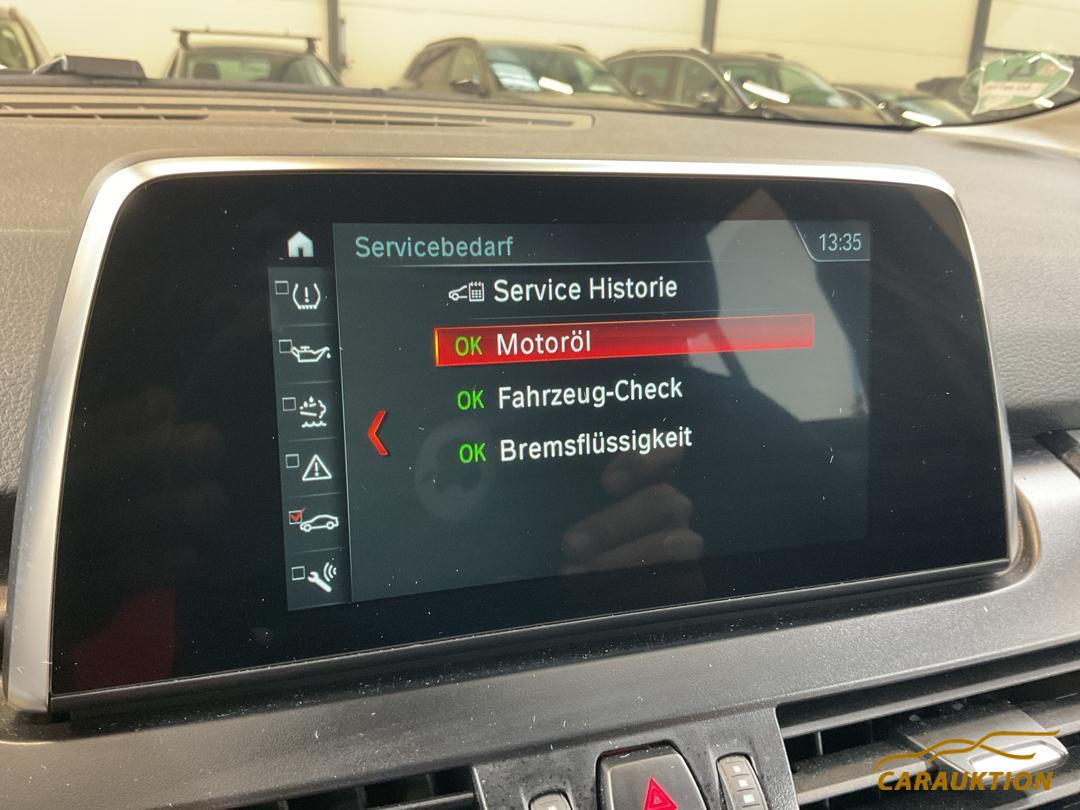 Servicebedarf
13:35
Service Historie
OK Motoröl
OK Fahrzeug-Check
OK Bremsflüssigkeit
CARAUKTION